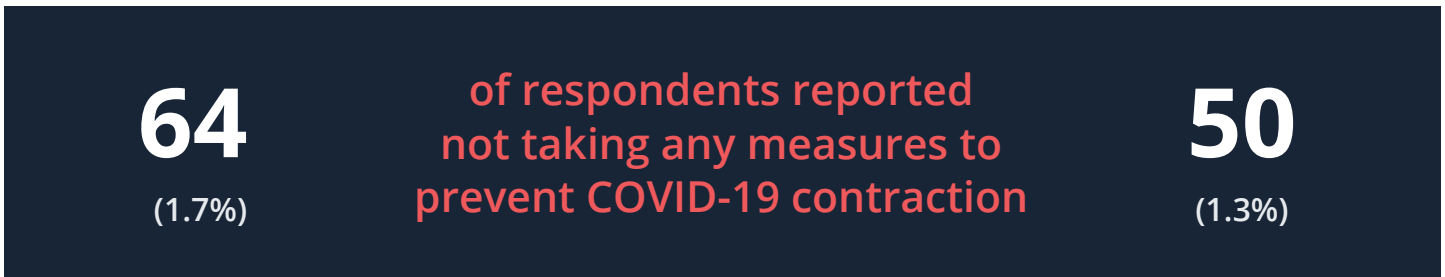 64
(1.7%)
of respondents reported
not taking any measures to
prevent COVID-19 contraction
50
(1.3%)